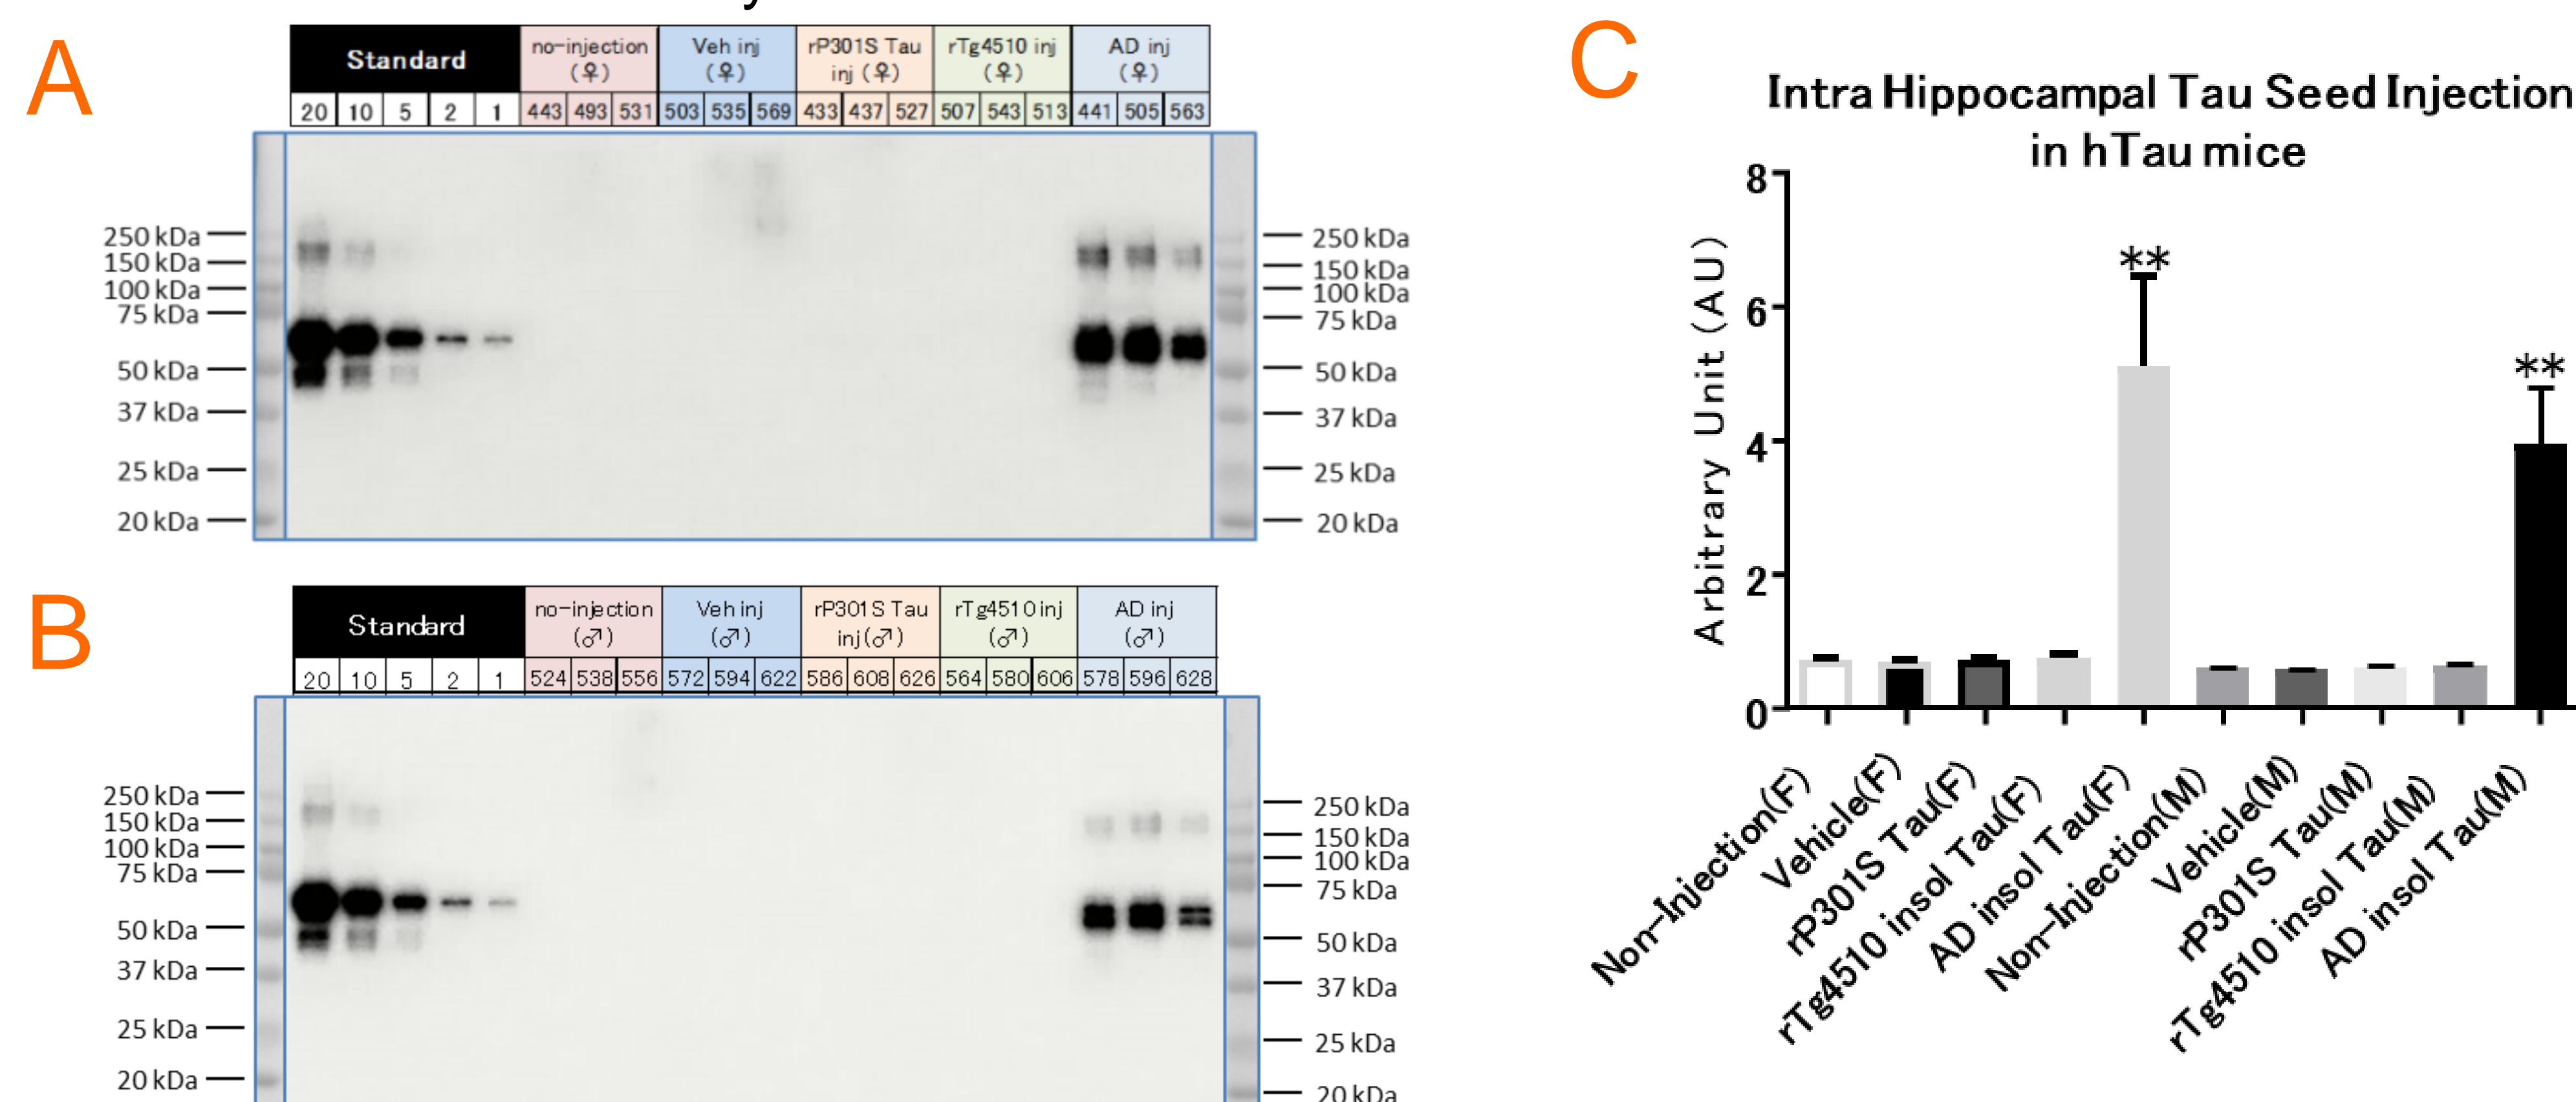 A
Standard
no-injection (♀)
Veh inj (♀)
rP301S Tau inj (♀)
rTg4510 inj (♀)
AD inj (♀)
20 10 5 2 1 443 493 531 503 535 569 433 437 527 507 543 513 441 505 563
250 kDa
150 kDa
100 kDa
75 kDa
50 kDa
37 kDa
25 kDa
20 kDa
250 kDa
150 kDa
100 kDa
75 kDa
50 kDa
37 kDa
25 kDa
20 kDa
B
Standard
no-injection (♂)
Veh inj (♂)
rP301S Tau inj(♂)
rTg4510 inj (♂)
AD inj (♂)
20 10 5 2 1 524 538 556 572 594 622 586 608 626 564 580 606 578 596 628
250 kDa
150 kDa
100 kDa
75 kDa
50 kDa
37 kDa
25 kDa
20 kDa
250 kDa
150 kDa
100 kDa
75 kDa
50 kDa
37 kDa
25 kDa
20 kDa
C
Intra Hippocampal Tau Seed Injection
in hTau mice
Arbitrary Unit (AU)
8
6
4
2
0
**
**
Non-Injection(F)
Vehicle(F)
rP301S Tau(F)
rTg4510 insol Tau(F)
AD insol Tau(F)
Non-Injection(M)
Vehicle(M)
rP301S Tau(M)
rTg4510 insol Tau(M)
AD insol Tau(M)